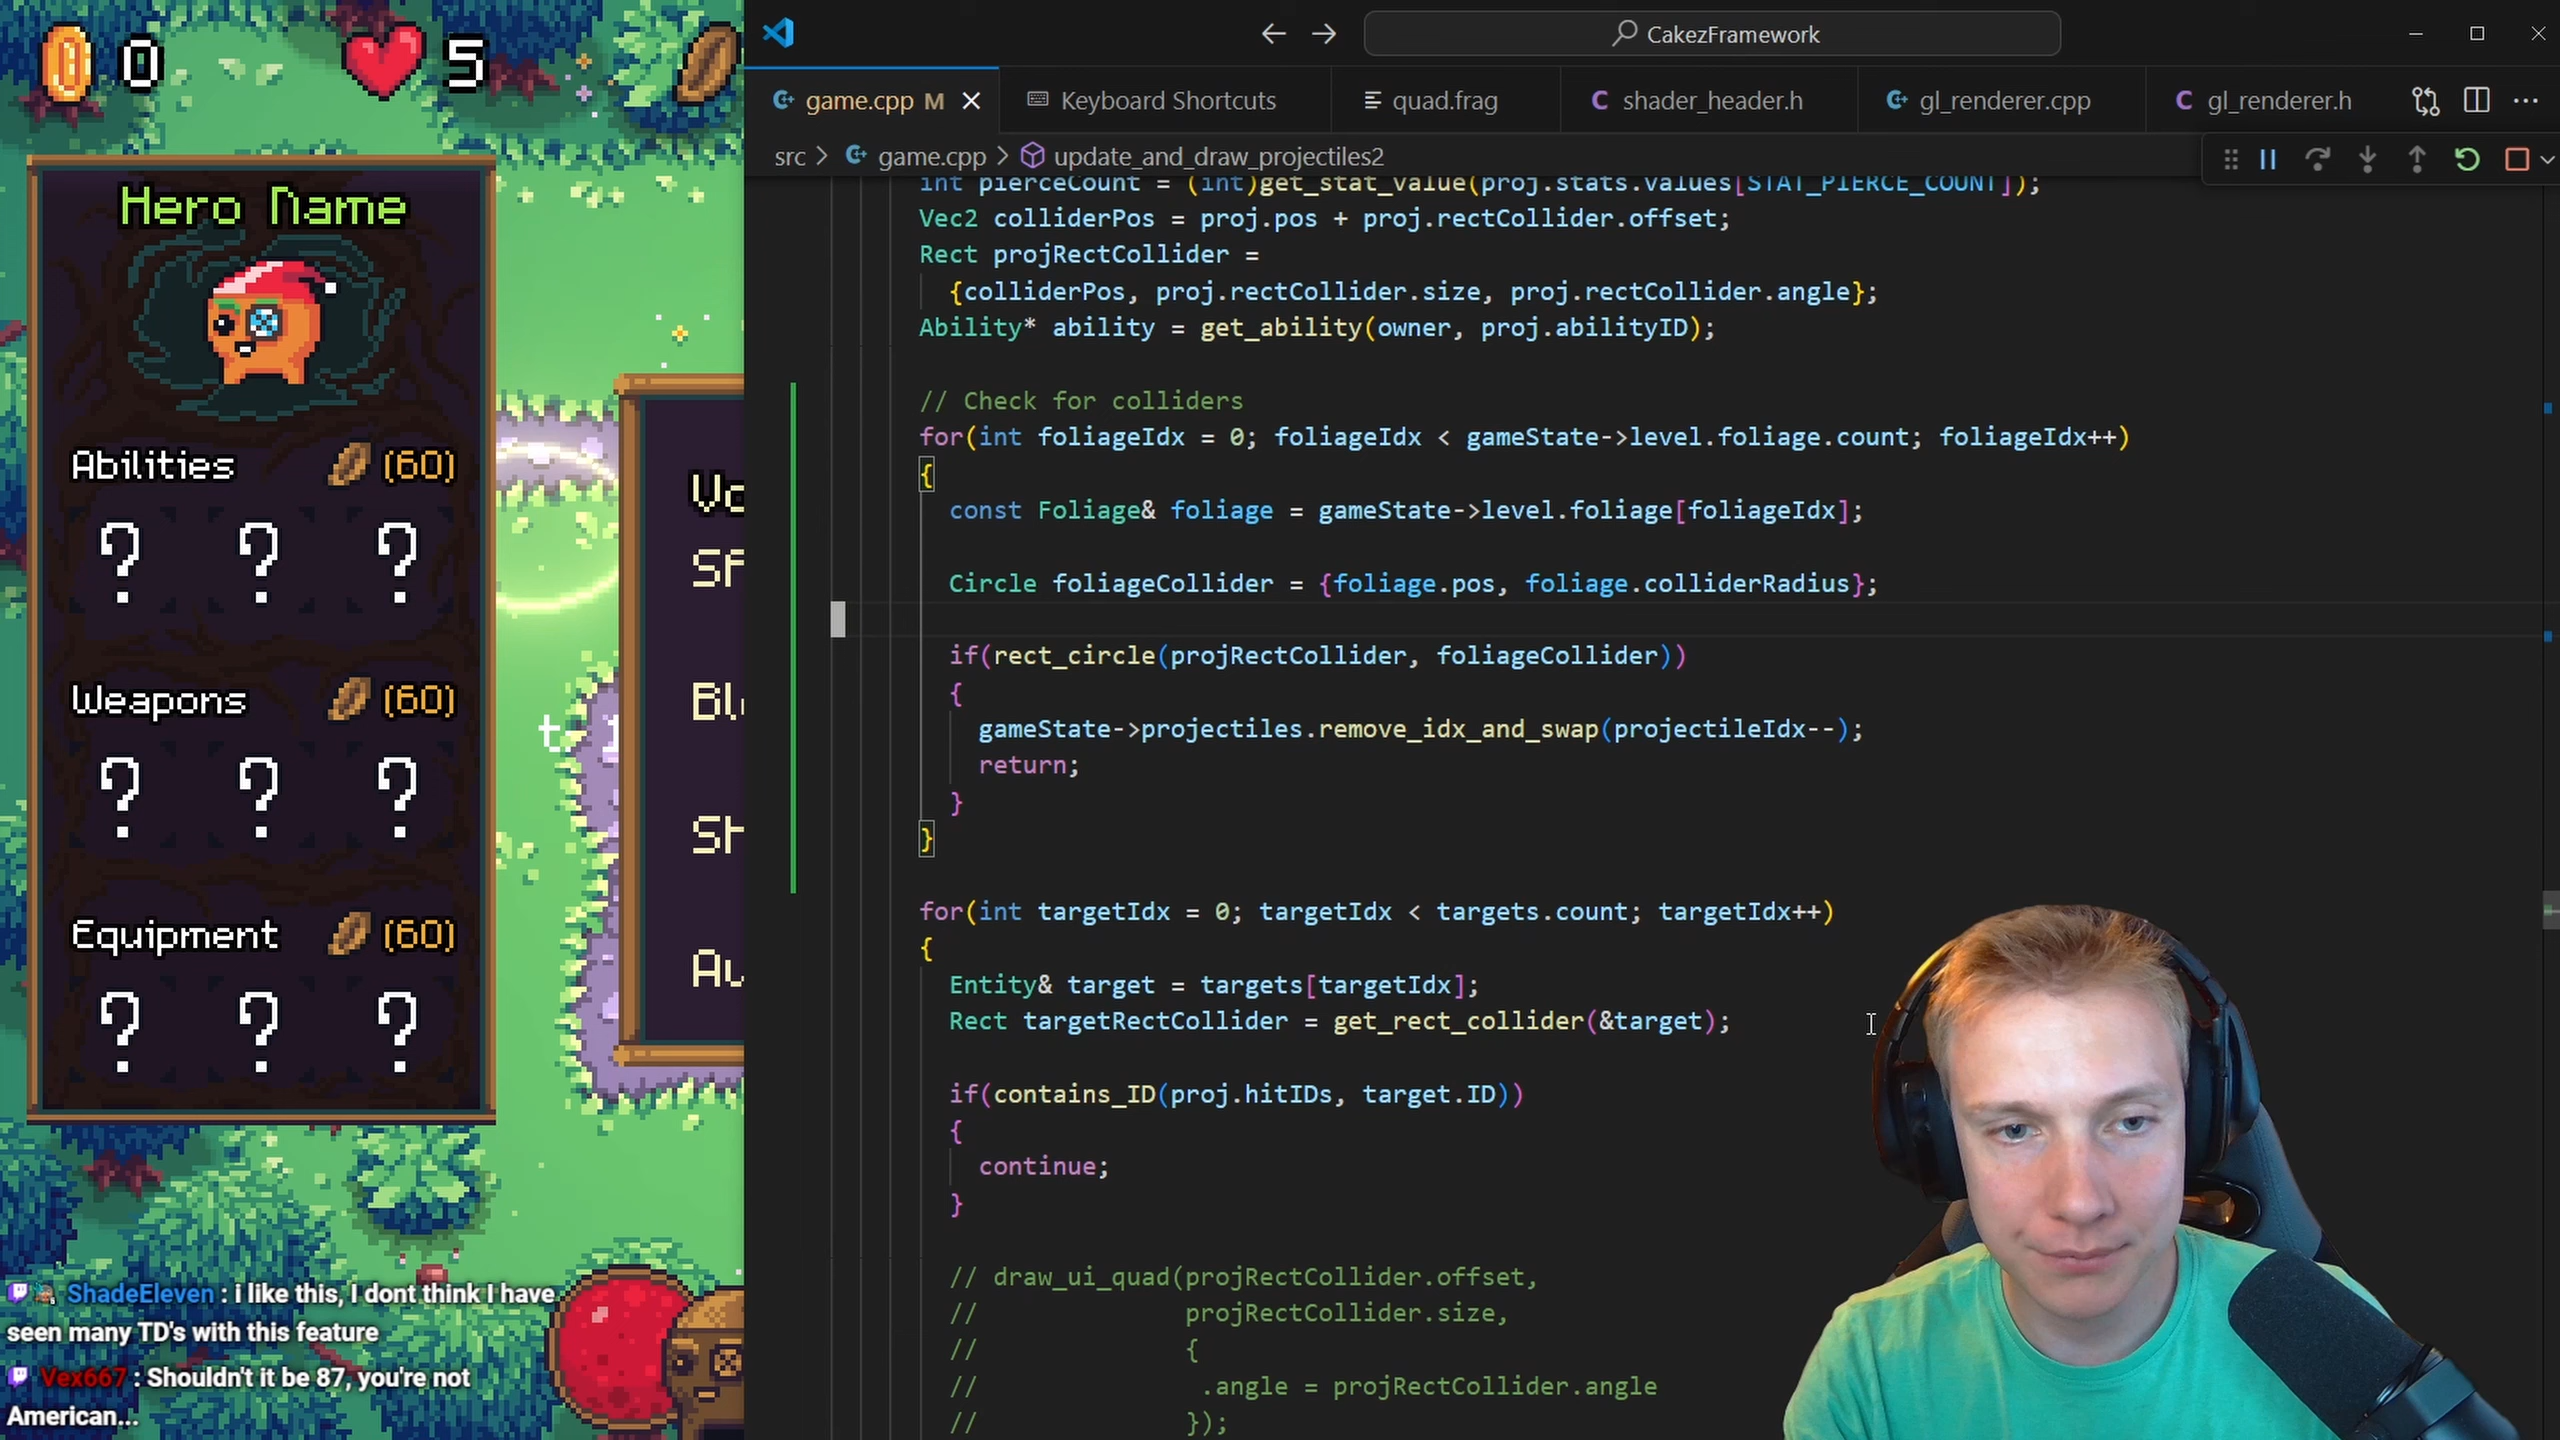 0
5
Hero Name
Abilities (60)
? ? ?
Weapons (60)
? ? ?
Equipment (60)
? ? ?
Sh
ShadeEleven : i like this, I dont think I have
seen many TD's with this feature
Vex667 : Shouldn't it be 87, you're not
American...
CakezFramework
game.cpp M
Keyboard Shortcuts
quad.frag
C shader_header.h
gl_renderer.cpp
C gl_renderer.h
src > game.cpp > update_and_draw_projectiles2
int pierceCount = (int)get_stat_value(proj.stats.values[STAT_PIERCE_COUNT]);
Vec2 colliderPos = proj.pos + proj.rectCollider.offset;
Rect projRectCollider =
{colliderPos, proj.rectCollider.size, proj.rectCollider.angle};
Ability* ability = get_ability(owner, proj.abilityID);
// Check for colliders
for(int foliageIdx = 0; foliageIdx < gameState->level.foliage.count; foliageIdx++)
{
const Foliage& foliage = gameState->level.foliage[foliageIdx];
Circle foliageCollider = {foliage.pos, foliage.colliderRadius};
if(rect_circle(projRectCollider, foliageCollider))
{
gameState->projectiles.remove_idx_and_swap(projectileIdx--);
return;
}
}
for(int targetIdx = 0; targetIdx < targets.count; targetIdx++)
{
Entity& target = targets[targetIdx];
Rect targetRectCollider = get_rect_collider(&target);
if(contains_ID(proj.hitIDs, target.ID))
{
continue;
}
// draw_ui_quad(projRectCollider.offset,
// projRectCollider.size,
// {
// .angle = projRectCollider.angle
// });